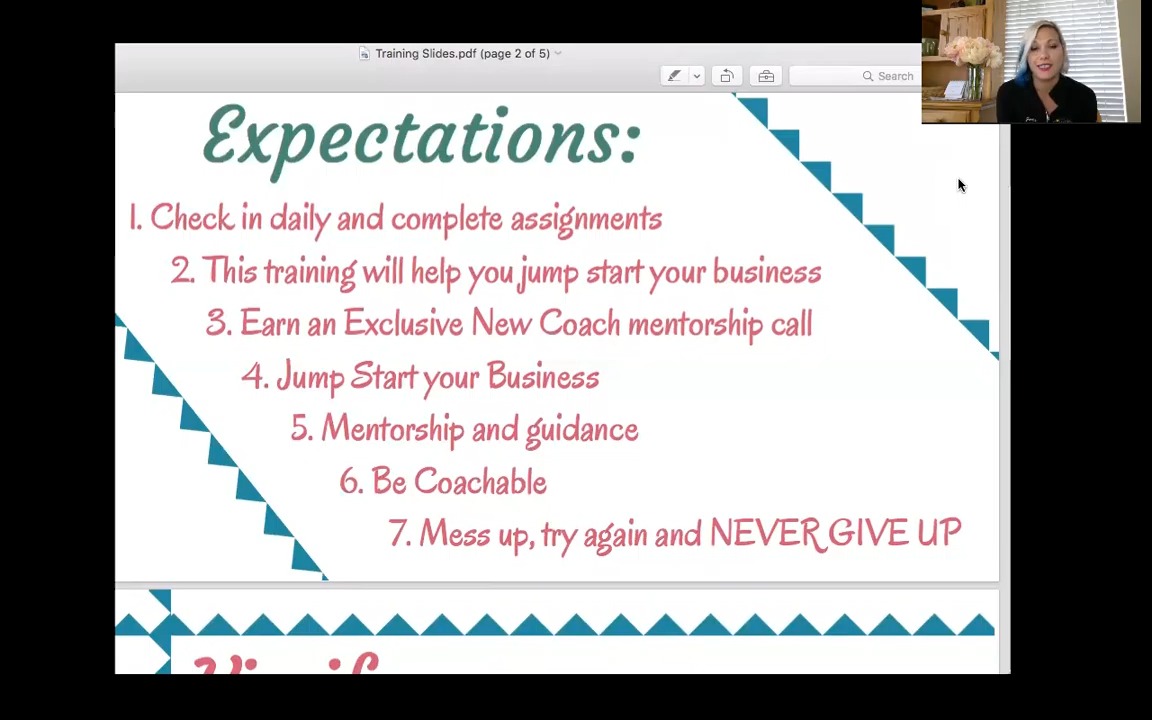 Training Slides.pdf (page 2 of 5)
Search
Expectations:
1. Check in daily and complete assignments
2. This training will help you jump start your business
3. Earn an Exclusive New Coach mentorship call
4. Jump Start your Business
5. Mentorship and guidance
6. Be Coachable
7. Mess up, try again and NEVER GIVE UP